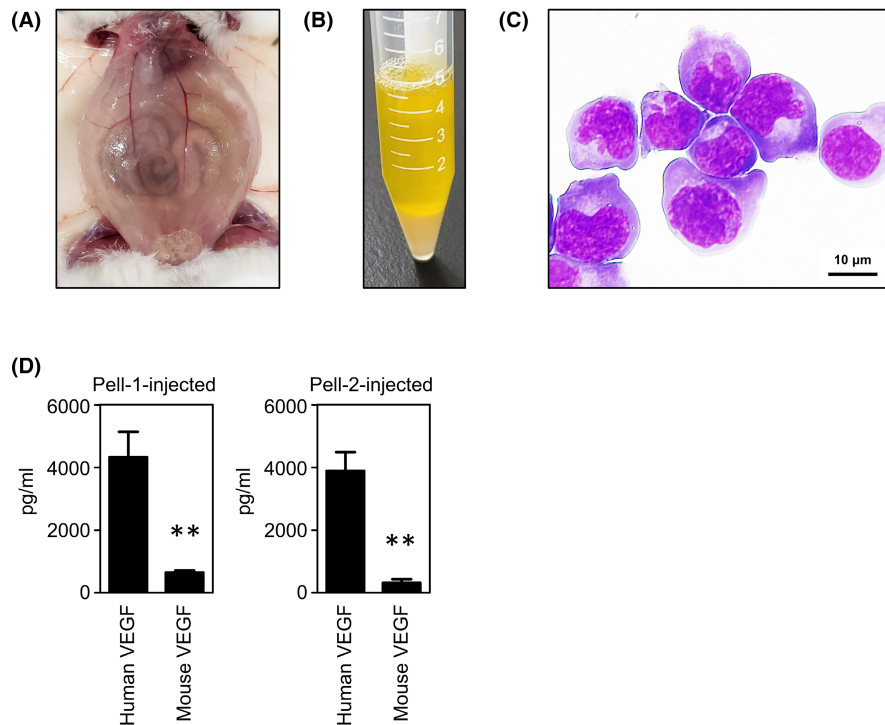 (A)
(B)
7
6
5
4
3
2
(C)
10 µm
(D)
Pell-1-injected
6000
4000
2000
0
pg/ml
**
Human VEGF
Mouse VEGF
Pell-2-injected
6000
4000
2000
0
pg/ml
**
Human VEGF
Mouse VEGF